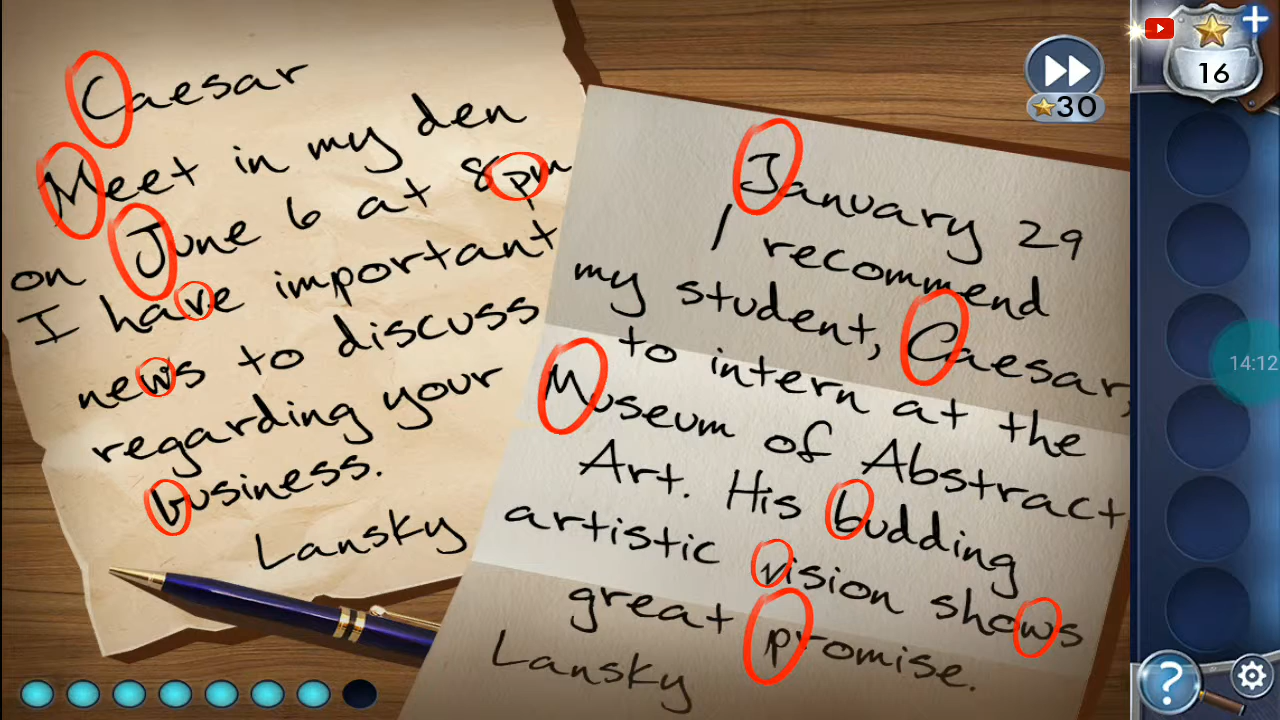 Caesar
Meet in my den
on June 6 at 8pm
I have important
news to discuss
regarding your
business.
Lansky
January 29
I recommend
my student, Caesar,
to intern at the
Museum of Abstract
Art. His budding
artistic vision shows
great promise.
Lansky
30
16
14:12
?